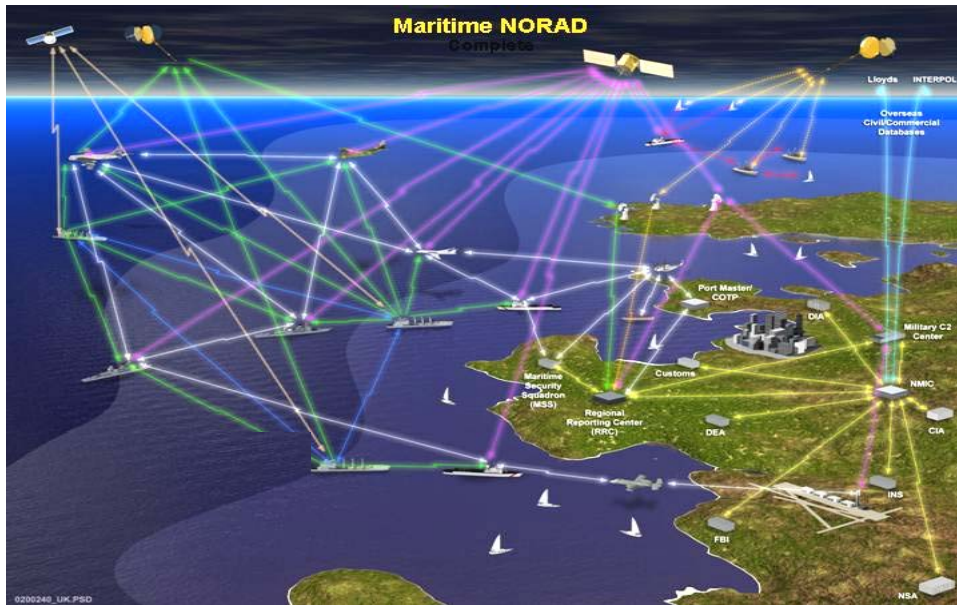 Maritime NORAD
Complete
Lloyds
INTERPOL
Overseas
Civil/Commercial
Databases
Port Master/
COTP
DIA
Military C2
Center
Maritime
Security
Squadron
(MSS)
Customs
NMIC
Regional
Reporting Center
(RRC)
DEA
CIA
INS
FBI
NSA
0200240_UK.PSD